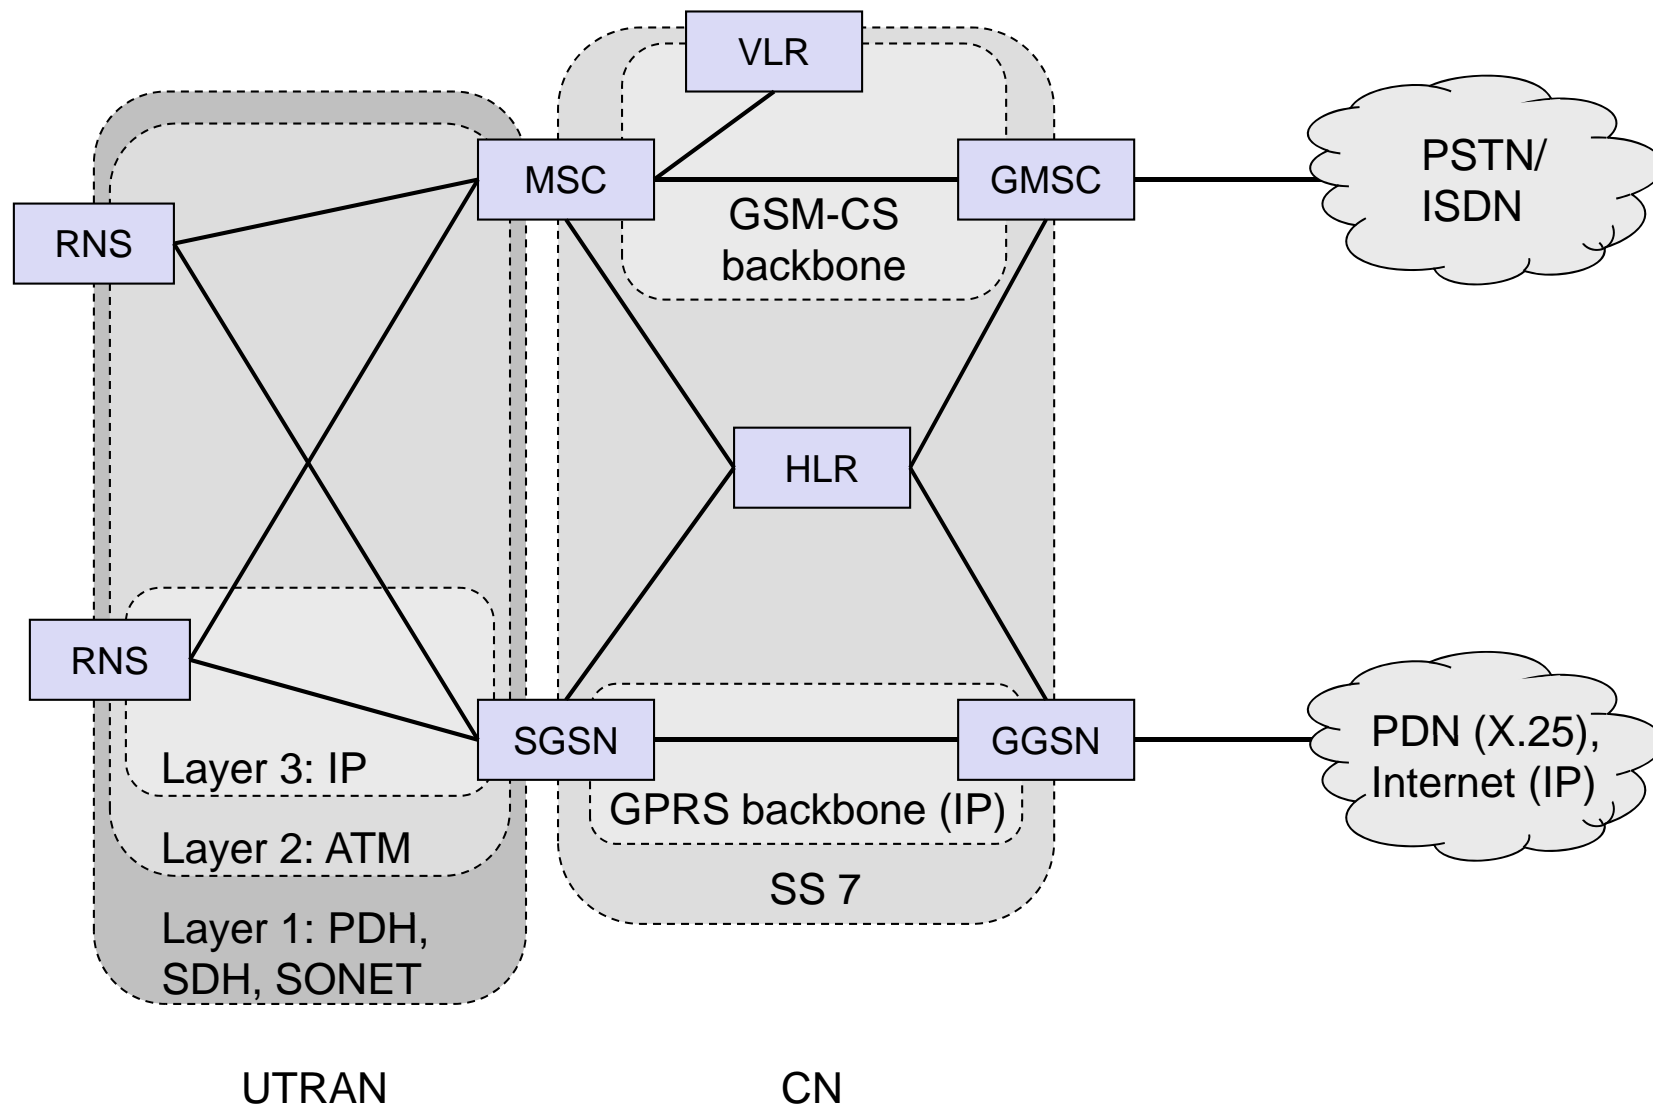 VLR
MSC
GMSC
PSTN/
ISDN
GSM-CS
backbone
RNS
HLR
RNS
SGSN
GGSN
PDN (X.25),
Internet (IP)
Layer 3: IP
GPRS backbone (IP)
Layer 2: ATM
SS 7
Layer 1: PDH,
SDH, SONET
UTRAN
CN